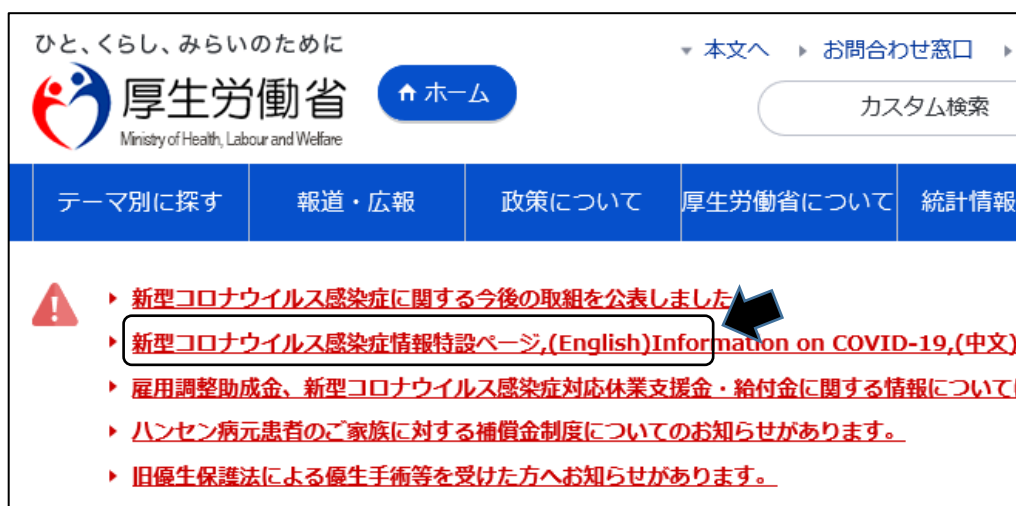 ひと、くらし、みらいのために
本文へ お問合わせ窓口
厚生労働省
Ministry of Health, Labour and Welfare
ホーム
カスタム検索
テーマ別に探す 報道・広報 政策について 厚生労働省について 統計情報
新型コロナウイルス感染症に関する今後の取組を公表しました
新型コロナウイルス感染症情報特設ページ,(English)Information on COVID-19,(中文)
雇用調整助成金、新型コロナウイルス感染症対応休業支援金・給付金に関する情報について
ハンセン病元患者のご家族に対する補償金制度についてのお知らせがあります。
旧優生保護法による優生手術等を受けた方へお知らせがあります。